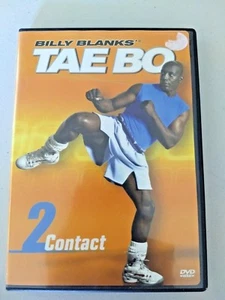 BILLY BLANKS'
TAE BO
2 Contact
DVD